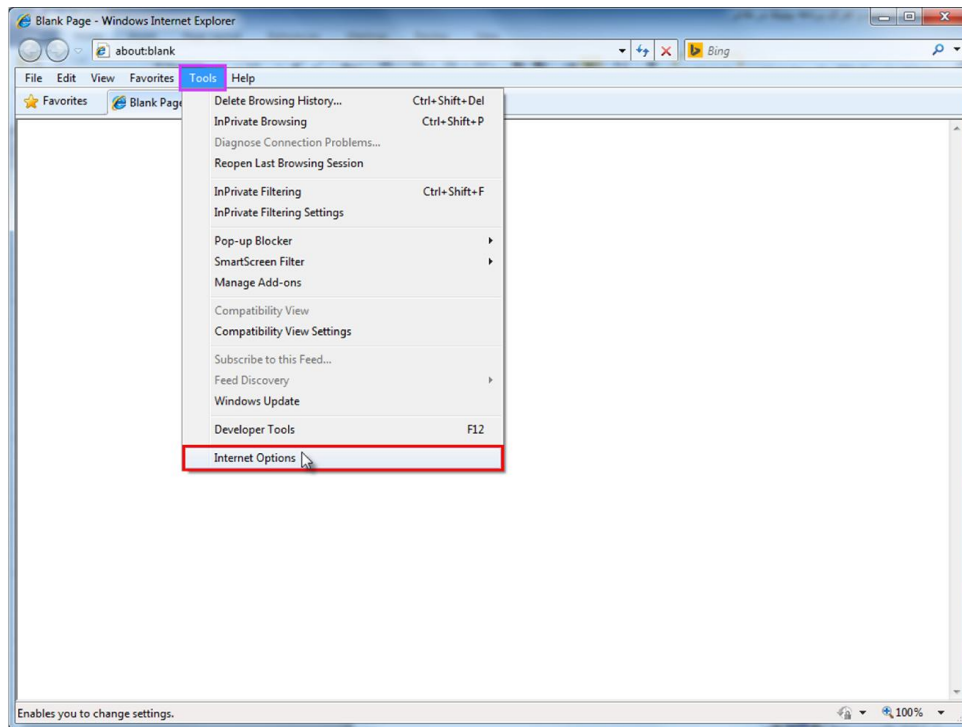 Blank Page - Windows Internet Explorer
about:blank
Bing
File Edit View Favorites Tools Help
Favorites
Blank Page
Delete Browsing History... Ctrl+Shift+Del
InPrivate Browsing Ctrl+Shift+P
Diagnose Connection Problems...
Reopen Last Browsing Session
InPrivate Filtering Ctrl+Shift+F
InPrivate Filtering Settings
Pop-up Blocker
SmartScreen Filter
Manage Add-ons
Compatibility View
Compatibility View Settings
Subscribe to this Feed...
Feed Discovery
Windows Update
Developer Tools F12
Internet Options
Enables you to change settings.
100%